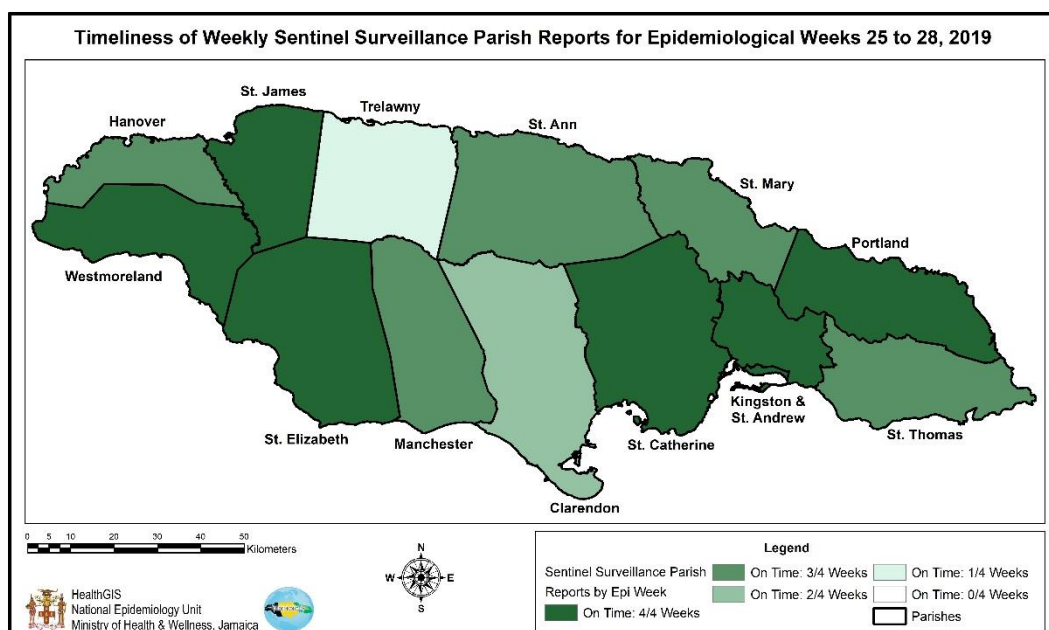 Timeliness of Weekly Sentinel Surveillance Parish Reports for Epidemiological Weeks 25 to 28, 2019
St. James
Trelawny
Hanover
St. Ann
St. Mary
Portland
Westmoreland
Kingston &
St. Andrew
St. Elizabeth
Manchester
St. Catherine
St. Thomas
Clarendon
0 5 10 20 30 40 50
Kilometers
N
W E
S
HealthGIS
National Epidemiology Unit
Ministry of Health & Wellness, Jamaica
Legend
Sentinel Surveillance Parish
Reports by Epi Week
On Time: 4/4 Weeks
On Time: 3/4 Weeks
On Time: 2/4 Weeks
On Time: 1/4 Weeks
On Time: 0/4 Weeks
Parishes